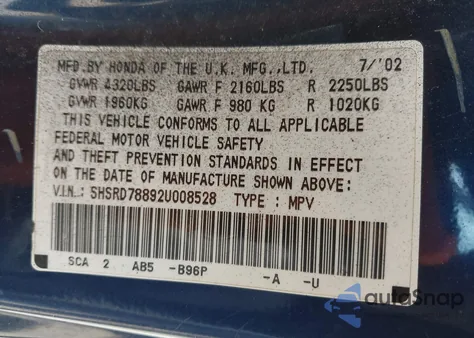 MFD.BY HONDA OF THE U.K. MFG.,LTD. 7/'02
GVWR 4320LBS GAWR F 2160LBS R 2250LBS
GVWR 1960KG GAWR F 980 KG R 1020KG
THIS VEHICLE CONFORMS TO ALL APPLICABLE
FEDERAL MOTOR VEHICLE SAFETY
AND THEFT PREVENTION STANDARDS IN EFFECT
ON THE DATE OF MANUFACTURE SHOWN ABOVE:
V.I.N.: SHSRD78892U008528 TYPE : MPV
SCA 2 AB5 -B96P -A -U
autoSnap